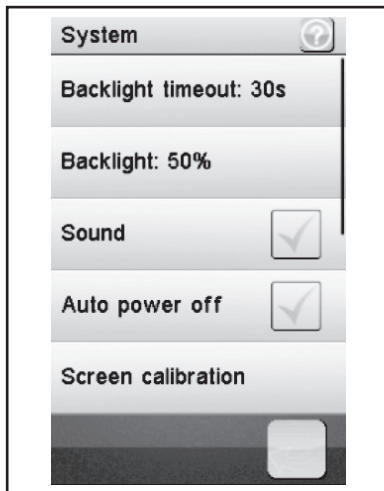 System
?
Backlight timeout: 30s
Backlight: 50%
Sound
Auto power off
Screen calibration